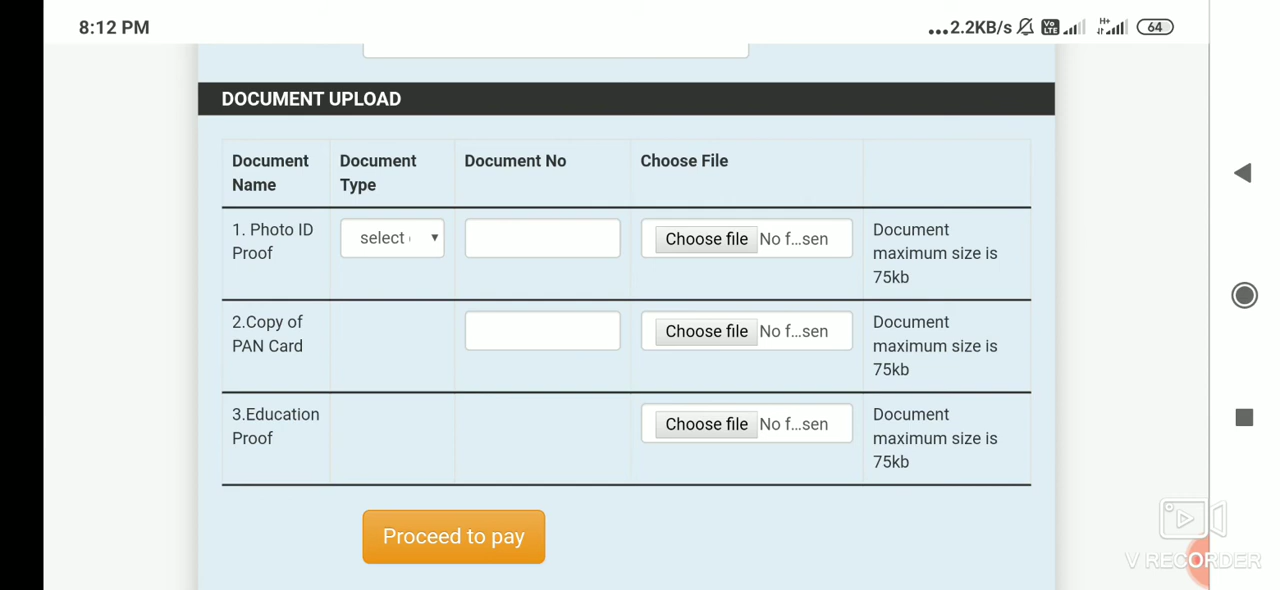 8:12 PM
...2.2KB/s Vo LTE H+ 64
DOCUMENT UPLOAD
Document Name
Document Type
Document No
Choose File
1. Photo ID Proof
select
Choose file No f...sen
Document maximum size is 75kb
2.Copy of PAN Card
Choose file No f...sen
Document maximum size is 75kb
3.Education Proof
Choose file No f...sen
Document maximum size is 75kb
Proceed to pay
V RECORDER